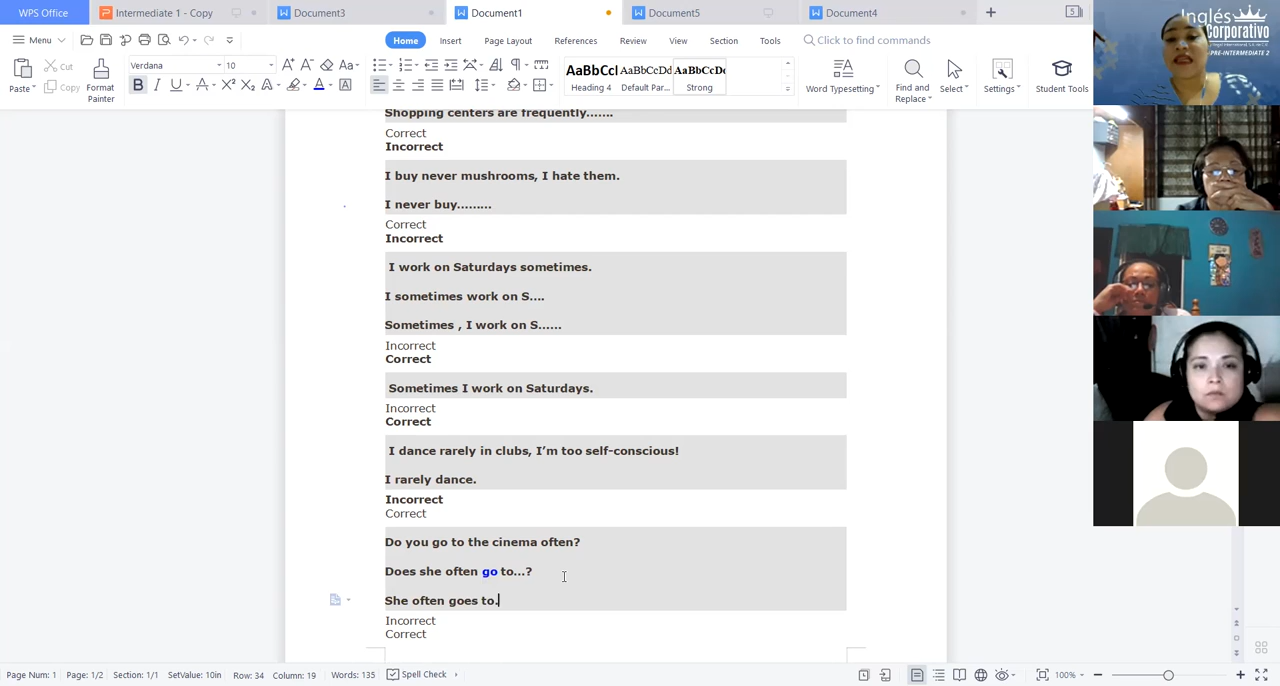 WPS Office
Intermediate 1 - Copy
Document3
Document1
Document5
Document4
5
Inglés
Corporativo
PRE-INTERMEDIATE 2
Menu
Home
Insert
Page Layout
References
Review
View
Section
Tools
Click to find commands
Paste
Cut
Copy
Format
Painter
Verdana
10
AaBbCcI
Heading 4
AaBbCcDd
Default Par...
AaBbCcDc
Strong
Word Typesetting
Find and
Replace
Select
Settings
Student Tools
Shopping centers are frequently.......
Correct
Incorrect
I buy never mushrooms, I hate them.
I never buy.........
Correct
Incorrect
I work on Saturdays sometimes.
I sometimes work on S....
Sometimes , I work on S......
Incorrect
Correct
Sometimes I work on Saturdays.
Incorrect
Correct
I dance rarely in clubs, I’m too self-conscious!
I rarely dance.
Incorrect
Correct
Do you go to the cinema often?
Does she often go to...?
She often goes to.
Incorrect
Correct
Page Num: 1
Page: 1/2
Section: 1/1
SetValue: 10in
Row: 34
Column: 19
Words: 135
Spell Check
100%